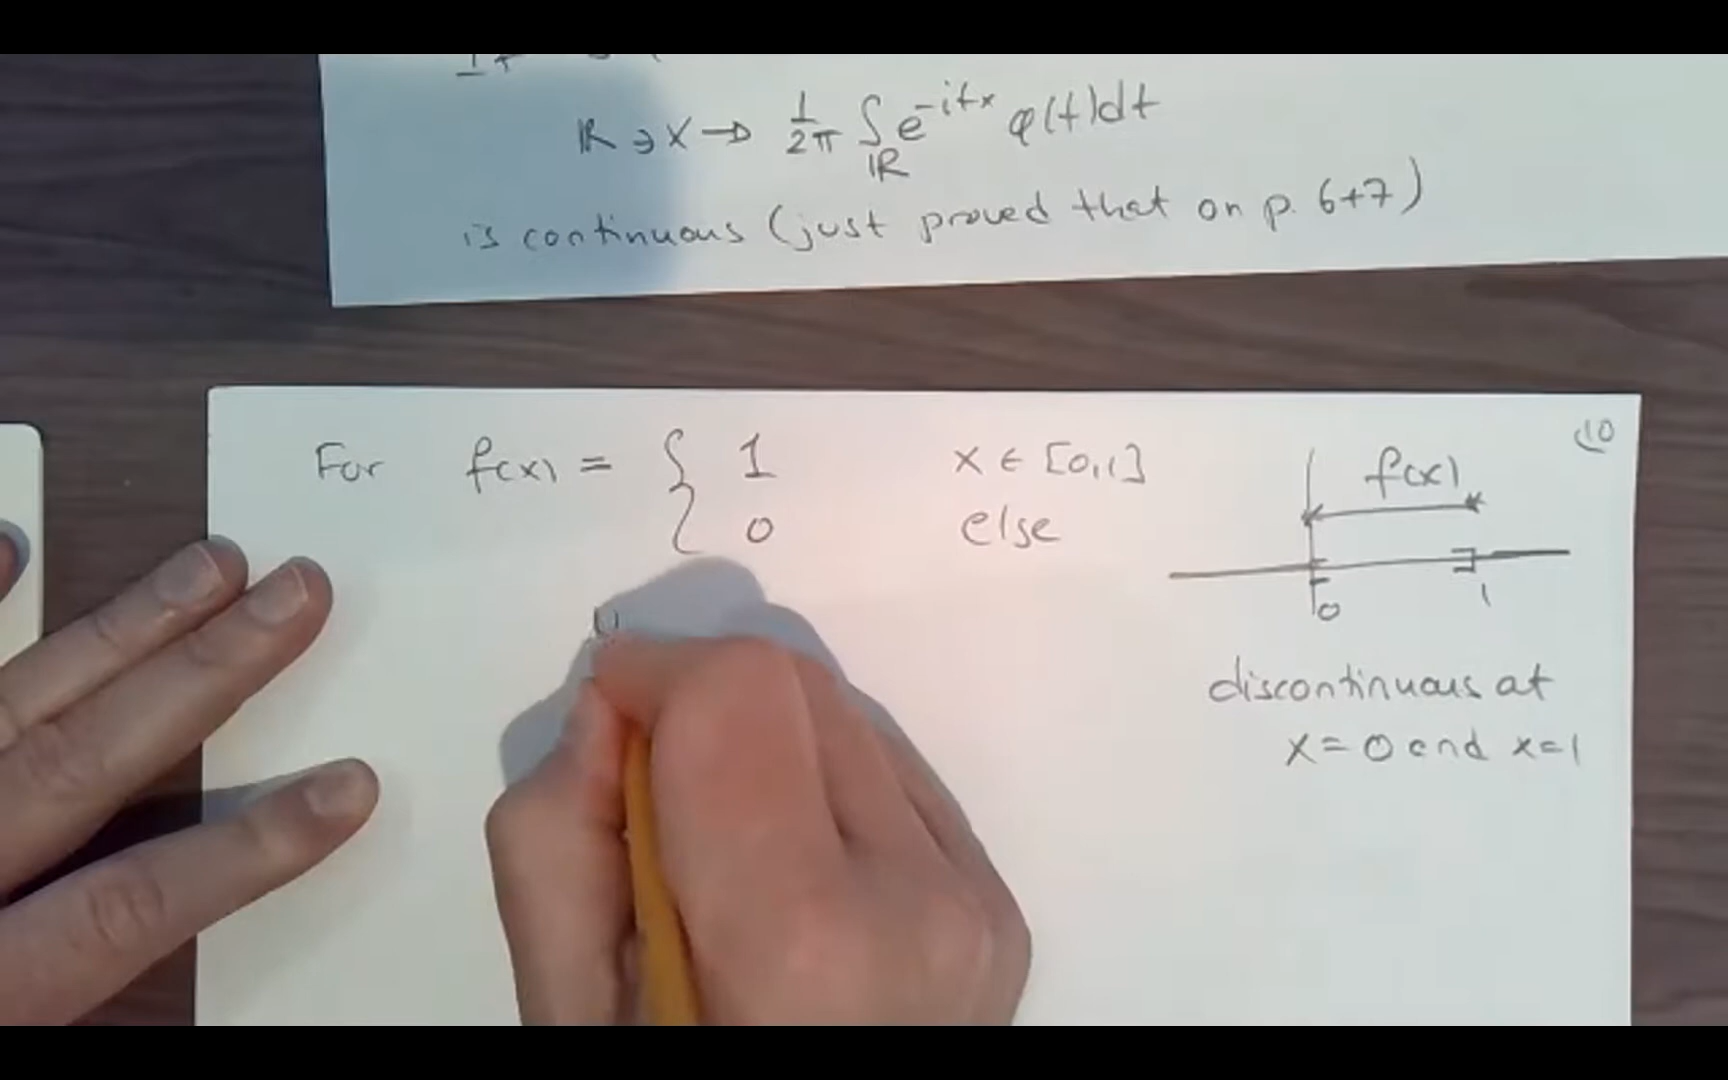 ℝ ∋ x → 1/2π ∫_ℝ e^{-itx} φ(t)dt
is continuous (just proved that on p. 6+7)
10
For f(x) = { 1 x ∈ [0,1]
0 else
f(x)
0 1
discontinuous at
x = 0 and x = 1